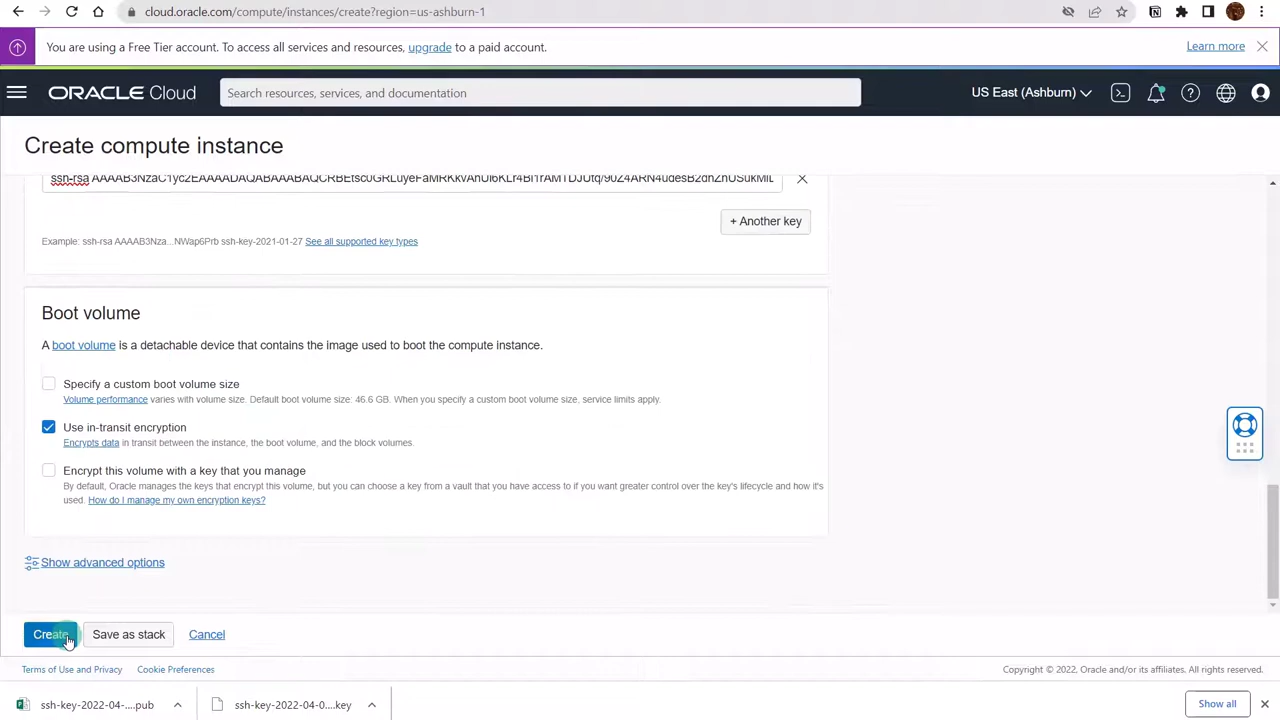 cloud.oracle.com/compute/instances/create?region=us-ashburn-1
You are using a Free Tier account. To access all services and resources, upgrade to a paid account.
Learn more
ORACLE Cloud
Search resources, services, and documentation
US East (Ashburn)
Create compute instance
ssh-rsa
+ Another key
Example: ssh-rsa AAAAB3Nza...NWap6Prb ssh-key-2021-01-27 See all supported key types
Boot volume
A boot volume is a detachable device that contains the image used to boot the compute instance.
Specify a custom boot volume size
Volume performance varies with volume size. Default boot volume size: 46.6 GB. When you specify a custom boot volume size, service limits apply.
Use in-transit encryption
Encrypts data in transit between the instance, the boot volume, and the block volumes.
Encrypt this volume with a key that you manage
By default, Oracle manages the keys that encrypt this volume, but you can choose a key from a vault that you have access to if you want greater control over the key's lifecycle and how it's
used. How do I manage my own encryption keys?
Show advanced options
Create Save as stack Cancel
Terms of Use and Privacy Cookie Preferences
Copyright © 2022, Oracle and/or its affiliates. All rights reserved.
ssh-key-2022-04-....pub ssh-key-2022-04-0....key Show all